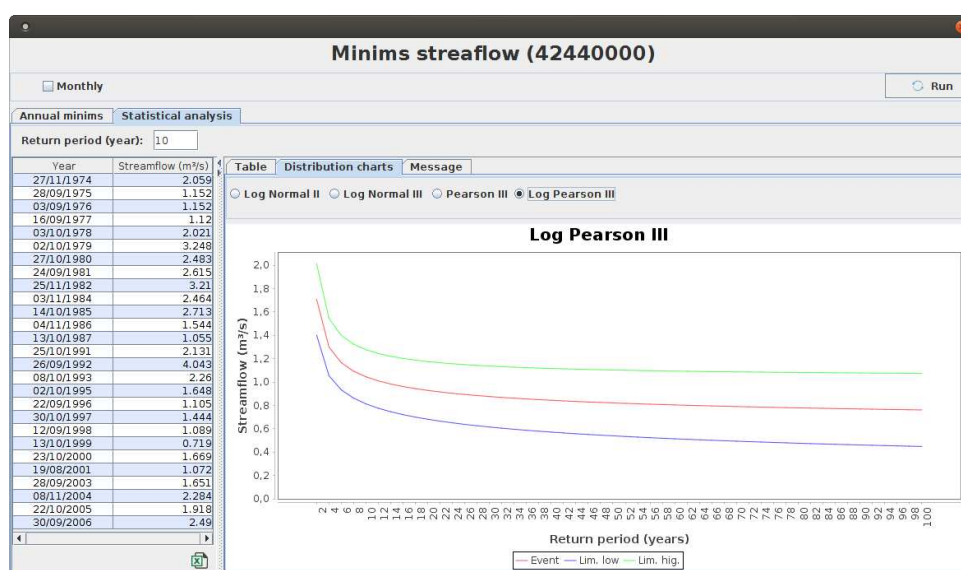 Minims streaflow (42440000)
Monthly
Run
Annual minims Statistical analysis
Return period (year): 10
Year Streamflow (m³/s)
27/11/1974 2.059
28/09/1975 1.152
03/09/1976 1.152
16/09/1977 1.12
03/10/1978 2.021
02/10/1979 3.248
27/10/1980 2.483
24/09/1981 2.615
25/11/1982 3.21
03/11/1984 2.464
14/10/1985 2.713
04/11/1986 1.544
13/10/1987 1.055
25/10/1991 2.131
26/09/1992 4.043
08/10/1993 2.26
02/10/1995 1.648
22/09/1996 1.105
30/10/1997 1.444
12/09/1998 1.089
13/10/1999 0.719
23/10/2000 1.669
19/08/2001 1.072
28/09/2003 1.651
08/11/2004 2.284
22/10/2005 1.918
30/09/2006 2.49
Table Distribution charts Message
Log Normal II Log Normal III Pearson III Log Pearson III
Log Pearson III
Streamflow (m³/s)
2,0
1,8
1,6
1,4
1,2
1,0
0,8
0,6
0,4
0,2
0,0
2 4 6 8 10 12 14 16 18 20 22 24 26 28 30 32 34 36 38 40 42 44 46 48 50 52 54 56 58 60 62 64 66 68 70 72 74 76 78 80 82 84 86 88 90 92 94 96 98 100
Return period (years)
Event Lim. low Lim. hig.